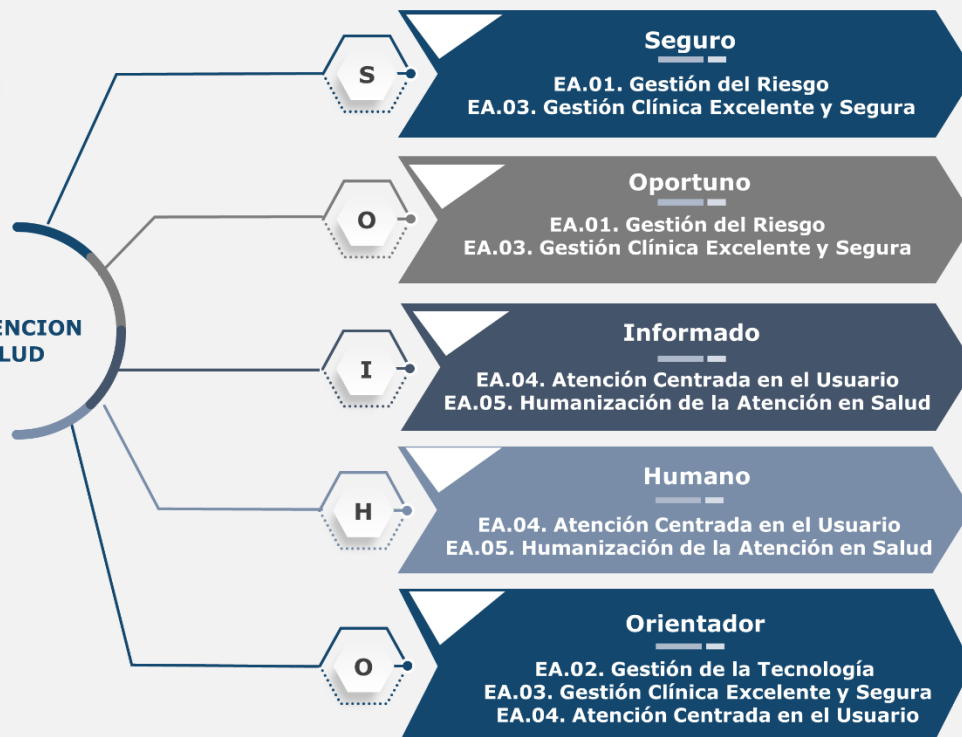 LUD
S
Seguro
EA.01. Gestión del Riesgo
EA.03. Gestión Clínica Excelente y Segura
O
Oportuno
EA.01. Gestión del Riesgo
EA.03. Gestión Clínica Excelente y Segura
ENCION
I
Informado
EA.04. Atención Centrada en el Usuario
EA.05. Humanización de la Atención en Salud
H
Humano
EA.04. Atención Centrada en el Usuario
EA.05. Humanización de la Atención en Salud
O
Orientador
EA.02. Gestión de la Tecnología
EA.03. Gestión Clínica Excelente y Segura
EA.04. Atención Centrada en el Usuario